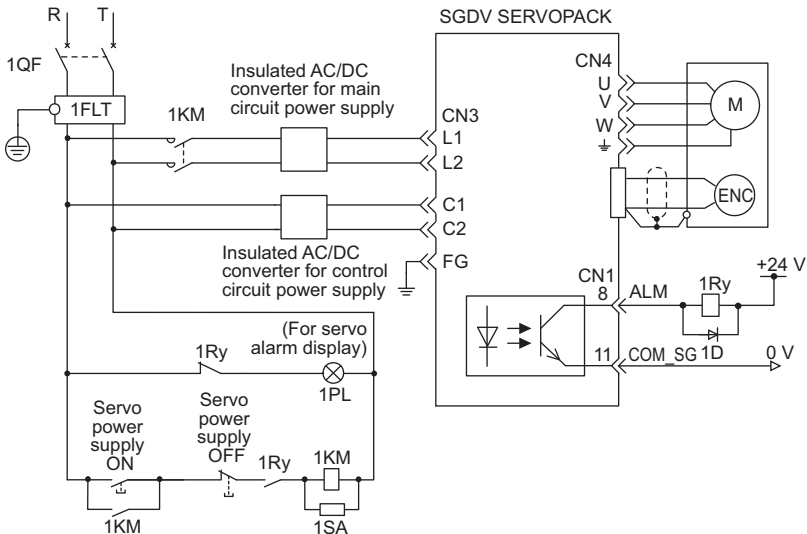 R T
SGDV SERVOPACK
1QF
CN4
U
V
W
M
1FLT
1KM
Insulated AC/DC
converter for main
circuit power supply
CN3
L1
L2
ENC
C1
C2
Insulated AC/DC
converter for control
circuit power supply
FG
CN1
8 ALM
1Ry
+24 V
1D
11 COM_SG
0 V
(For servo
alarm display)
1Ry
1PL
Servo
power
supply
ON
Servo
power
supply
OFF
1Ry
1KM
1KM
1SA